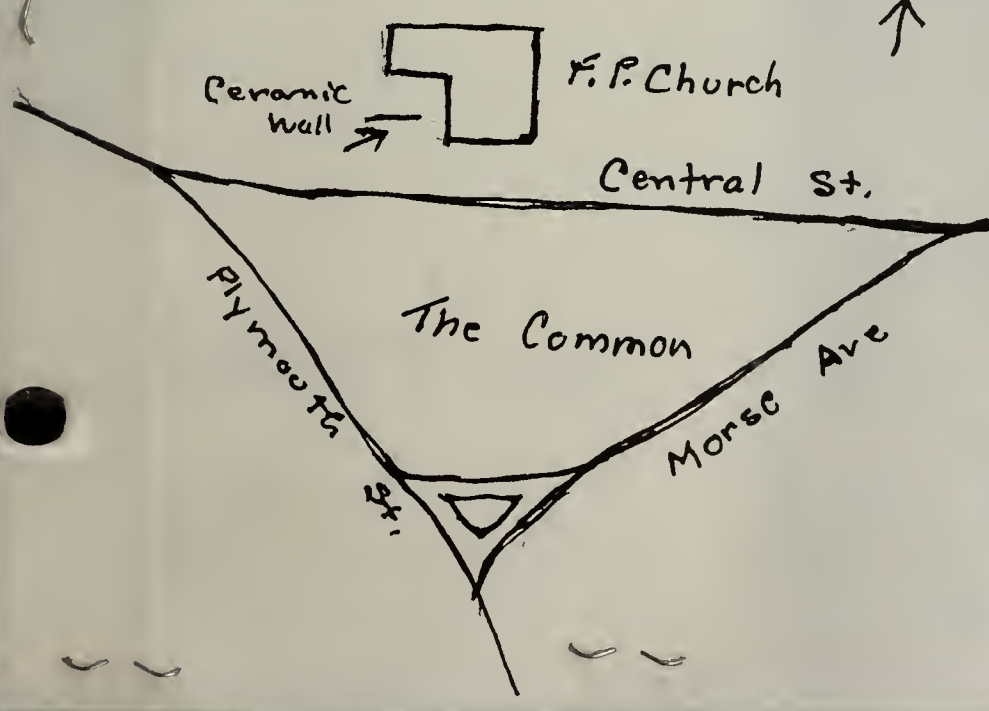 F.P. Church
Ceramic
Wall
Central St.
Plymouth
St.
The Common
Morse Ave